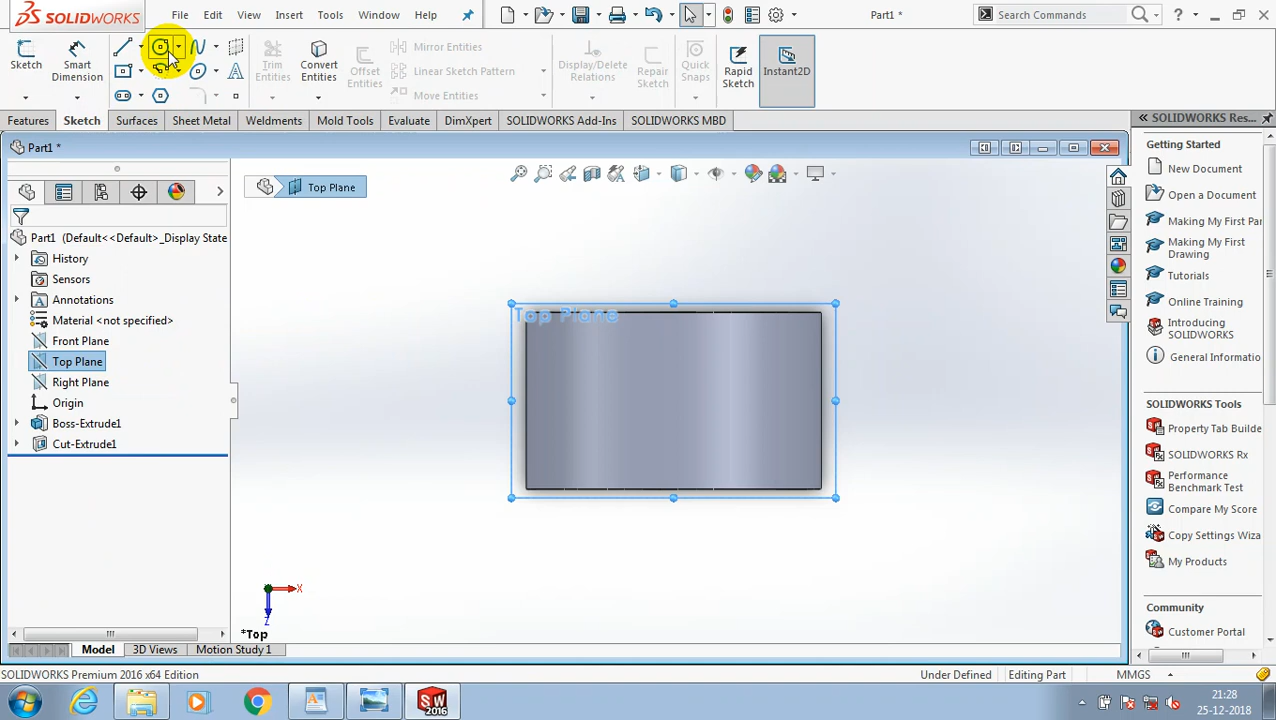 SOLIDWORKS
File Edit View Insert Tools Window Help
Part1 *
Search Commands
Sketch
Smart Dimension
Trim Entities
Convert Entities
Offset Entities
Mirror Entities
Linear Sketch Pattern
Move Entities
Display/Delete Relations
Repair Sketch
Quick Snaps
Rapid Sketch
Instant2D
Features Sketch Surfaces Sheet Metal Weldments Mold Tools Evaluate DimXpert SOLIDWORKS Add-Ins SOLIDWORKS MBD
Part1 *
Top Plane
Part1 (Default<<Default>_Display State
History
Sensors
Annotations
Material <not specified>
Front Plane
Top Plane
Right Plane
Origin
Boss-Extrude1
Cut-Extrude1
Top Plane
X
Z
*Top
SOLIDWORKS Res...
Getting Started
New Document
Open a Document
Making My First Par
Making My First Drawing
Tutorials
Online Training
Introducing SOLIDWORKS
General Informatio
SOLIDWORKS Tools
Property Tab Builde
SOLIDWORKS Rx
Performance Benchmark Test
Compare My Score
Copy Settings Wiza
My Products
Community
Customer Portal
Model 3D Views Motion Study 1
SOLIDWORKS Premium 2016 x64 Edition
Under Defined Editing Part MMGS
SW 2016
21:28
25-12-2018